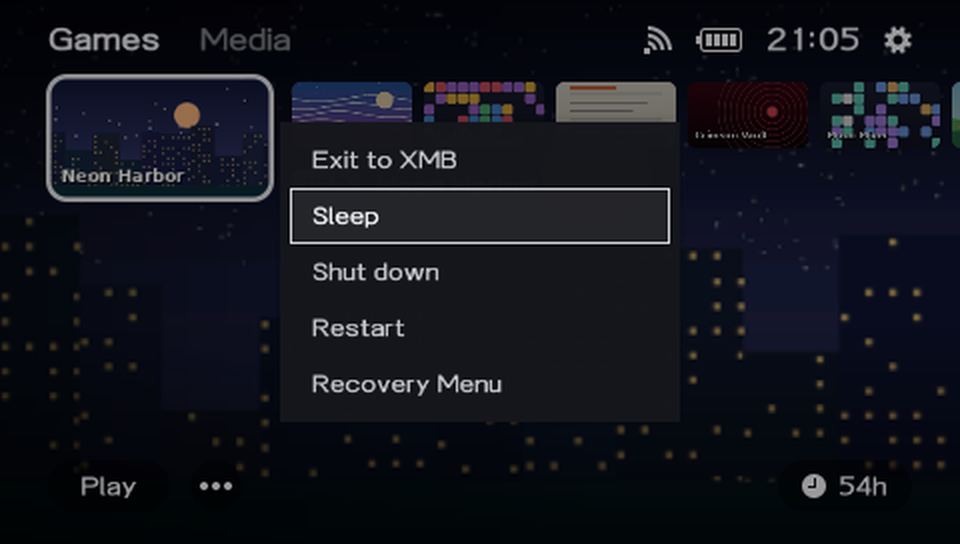 Games Media 21:05
Neon Harbor
Exit to XMB
Sleep
Shut down
Restart
Recovery Menu
Play
54h